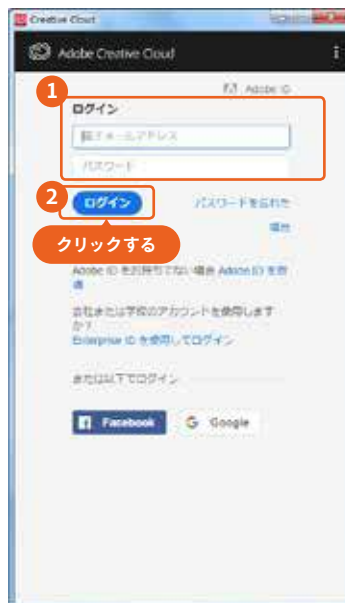 Creative Cloud
Adobe Creative Cloud
Adobe ID
1
ログイン
電子メールアドレス
パスワード
2
ログイン
パスワードを忘れた
場合
クリックする
Adobe ID をお持ちでない場合 Adobe ID を取
得
会社または学校のアカウントを使用します
か?
Enterprise ID を使用してログイン
または以下でログイン
Facebook
Google